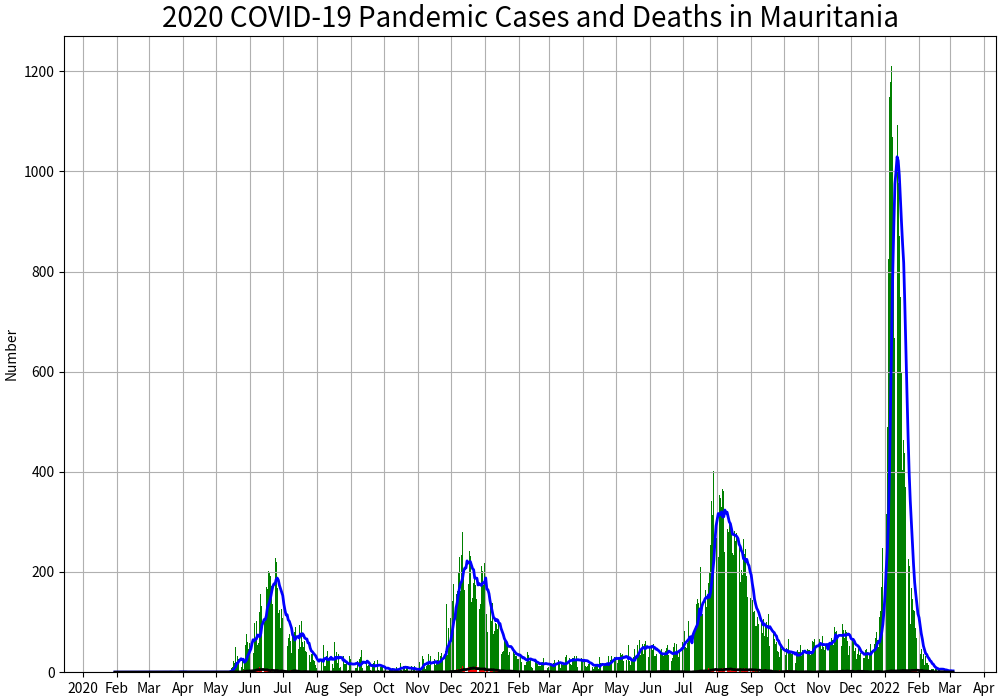 2020 COVID-19 Pandemic Cases and Deaths in Mauritania
1200
1000
800
600
400
200
0
Number
2020 Feb Mar Apr May Jun Jul Aug Sep Oct Nov Dec 2021 Feb Mar Apr May Jun Jul Aug Sep Oct Nov Dec 2022 Feb Mar Apr